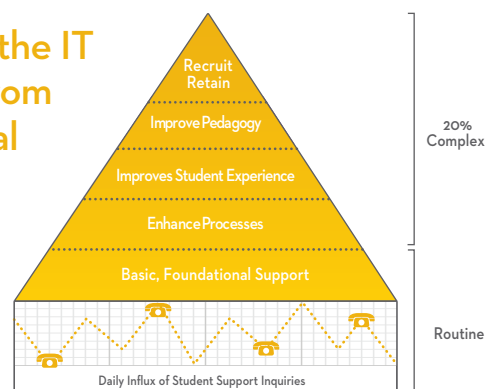 the IT
om
al
Recruit
Retain
Improve Pedagogy
Improves Student Experience
Enhance Processes
Basic, Foundational Support
20%
Complex
Routine
Daily Influx of Student Support Inquiries